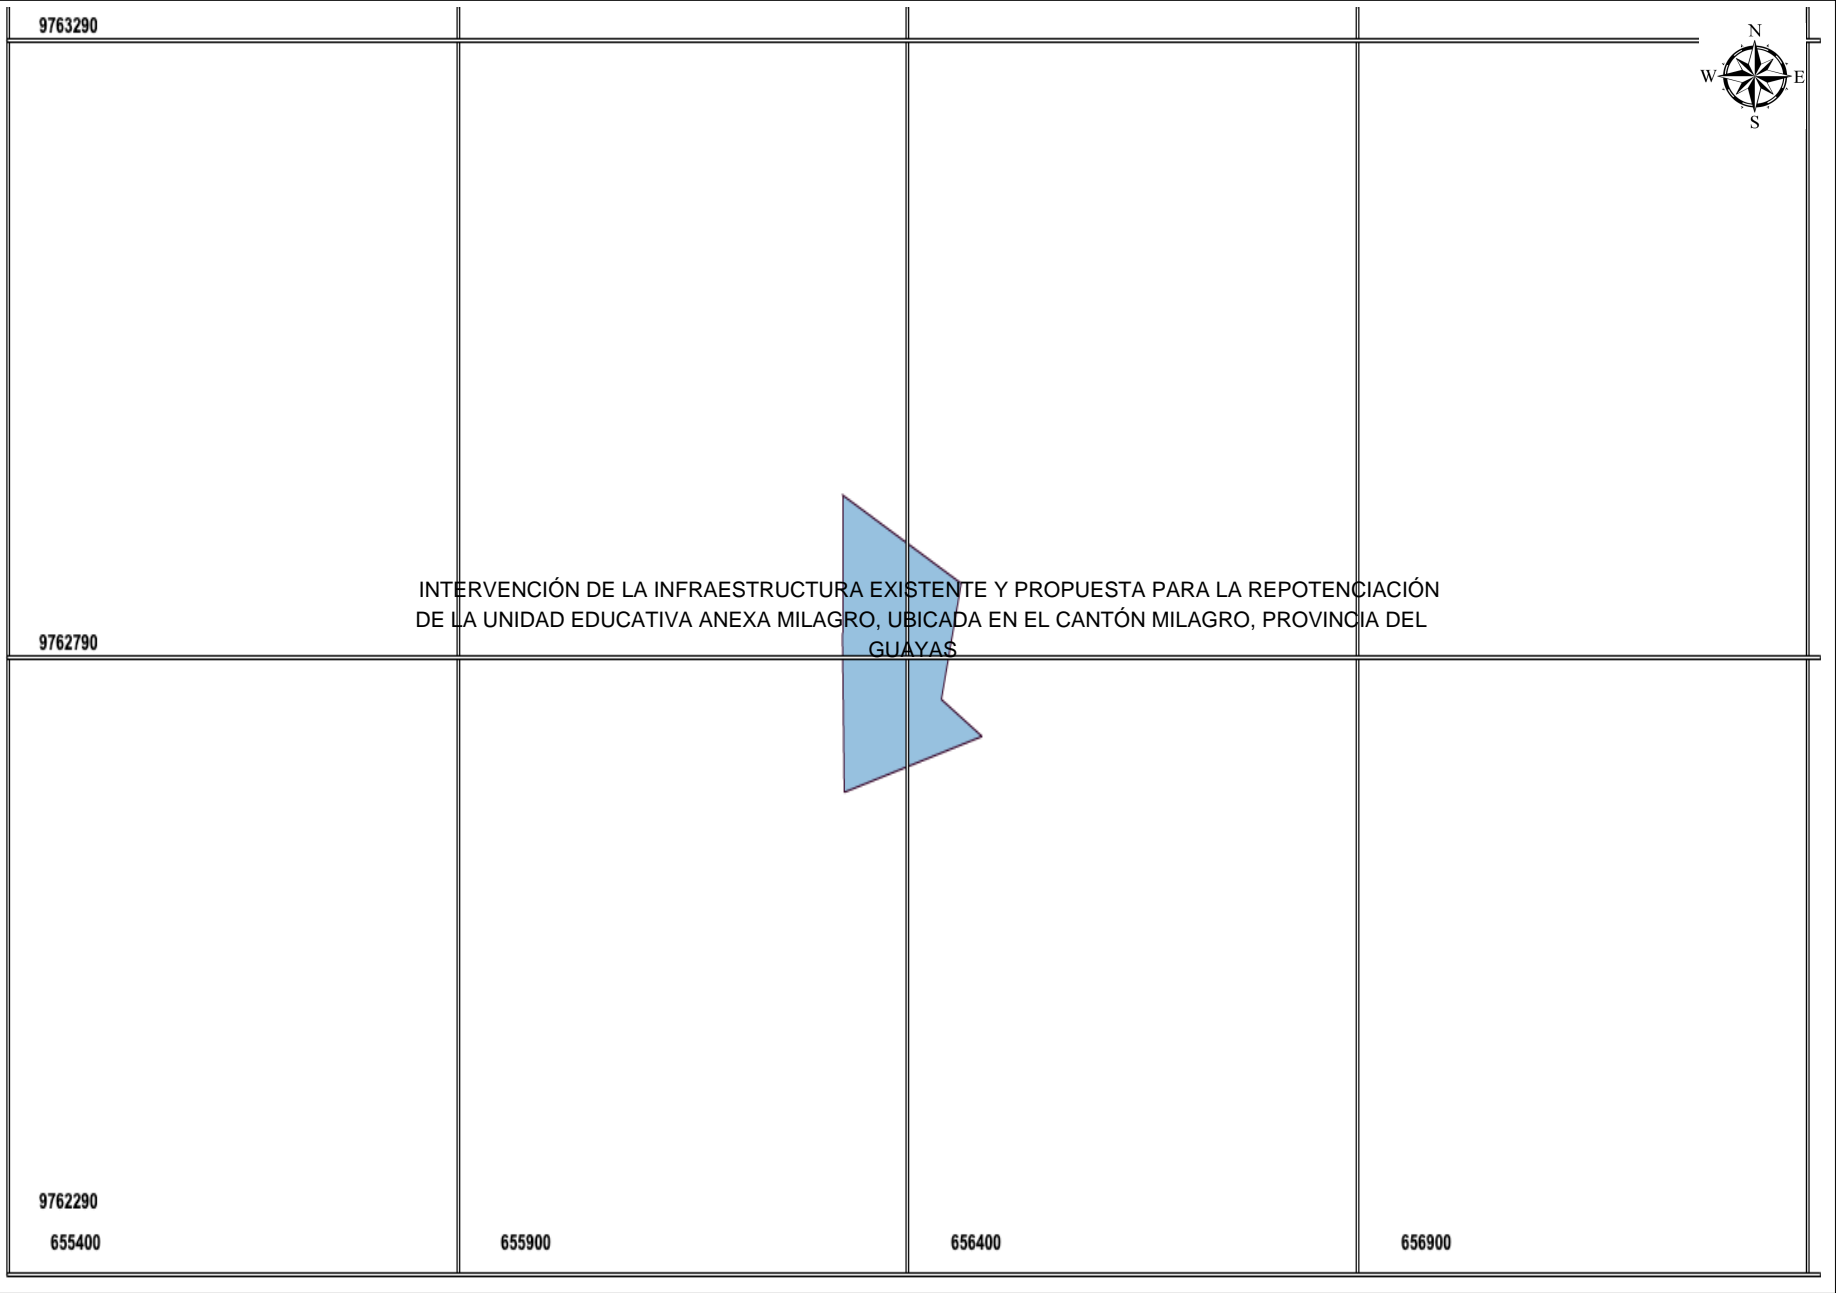 9763290
N
W E
S
INTERVENCIÓN DE LA INFRAESTRUCTURA EXISTENTE Y PROPUESTA PARA LA REPOTENCIACIÓN
DE LA UNIDAD EDUCATIVA ANEXA MILAGRO, UBICADA EN EL CANTÓN MILAGRO, PROVINCIA DEL
GUAYAS
9762790
9762290
655400 655900 656400 656900